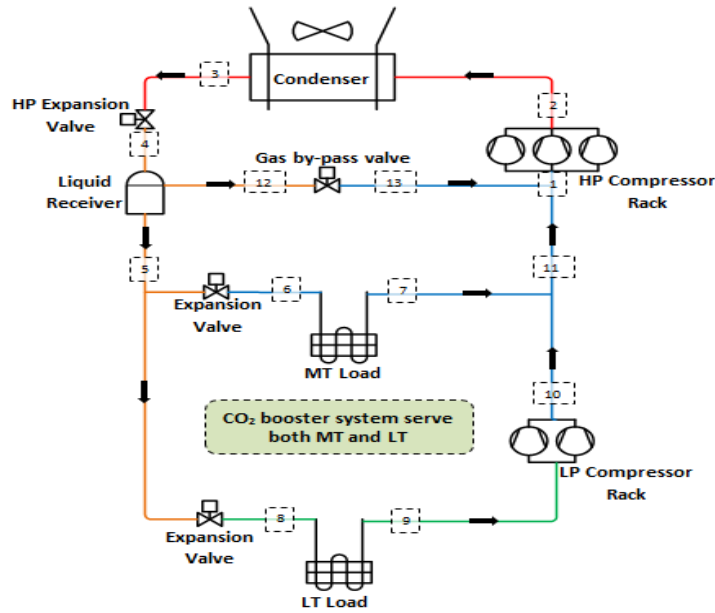 3
Condenser
2
HP Expansion
Valve
4
Gas by-pass valve
Liquid
Receiver
12
13
1
HP Compressor
Rack
5
6
7
11
Expansion
Valve
MT Load
10
CO₂ booster system serve
both MT and LT
LP Compressor
Rack
8
9
Expansion
Valve
LT Load